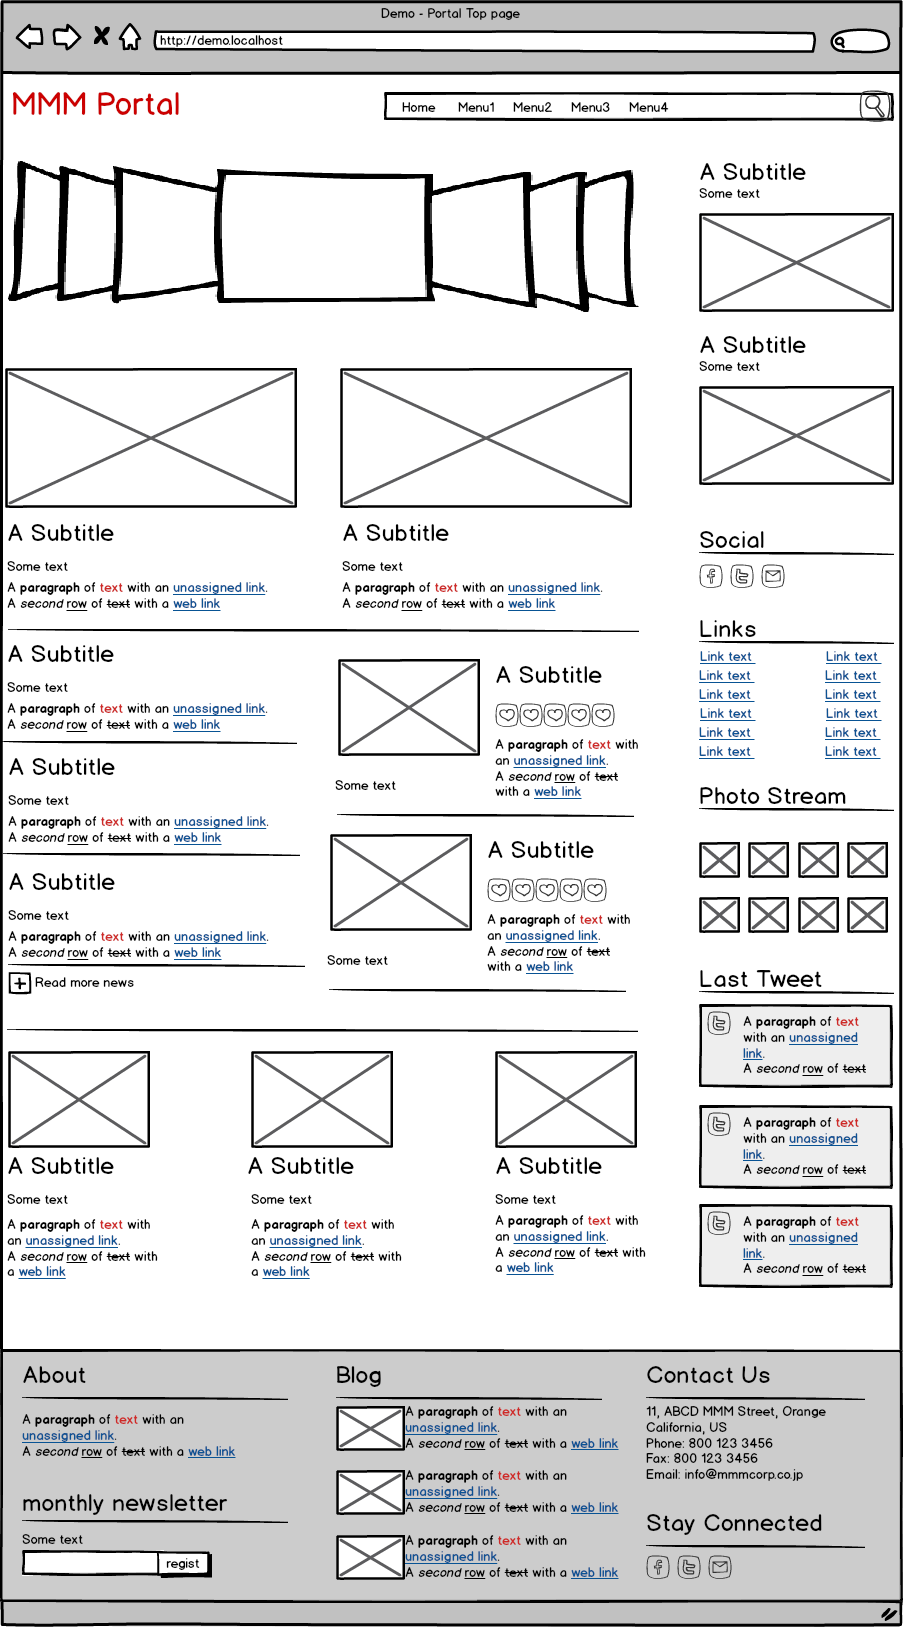 Demo - Portal Top page
http://demo.localhost
MMM Portal
Home Menu1 Menu2 Menu3 Menu4
A Subtitle
Some text
A Subtitle
Some text
A Subtitle
Some text
A paragraph of text with an unassigned link.
A second row of text with a web link
A Subtitle
Some text
A paragraph of text with an unassigned link.
A second row of text with a web link
A Subtitle
Some text
A paragraph of text with an unassigned link.
A second row of text with a web link
A Subtitle
Some text
A paragraph of text with an unassigned link.
A second row of text with a web link
A Subtitle
Some text
A paragraph of text with an unassigned link.
A second row of text with a web link
Read more news
A Subtitle
A paragraph of text with
an unassigned link.
A second row of text
with a web link
Some text
A Subtitle
A paragraph of text with
an unassigned link.
A second row of text
with a web link
Some text
Social
Links
Link text Link text
Link text Link text
Link text Link text
Link text Link text
Link text Link text
Link text Link text
Photo Stream
Last Tweet
A paragraph of text
with an unassigned
link.
A second row of text
A paragraph of text
with an unassigned
link.
A second row of text
A paragraph of text
with an unassigned
link.
A second row of text
A Subtitle
Some text
A paragraph of text with
an unassigned link.
A second row of text with
a web link
A Subtitle
Some text
A paragraph of text with
an unassigned link.
A second row of text with
a web link
A Subtitle
Some text
A paragraph of text with
an unassigned link.
A second row of text with
a web link
About
A paragraph of text with an
unassigned link.
A second row of text with a web link
monthly newsletter
Some text
regist
Blog
A paragraph of text with an
unassigned link.
A second row of text with a web link
A paragraph of text with an
unassigned link.
A second row of text with a web link
A paragraph of text with an
unassigned link.
A second row of text with a web link
Contact Us
11, ABCD MMM Street, Orange
California, US
Phone: 800 123 3456
Fax: 800 123 3456
Email: info@mmmcorp.co.jp
Stay Connected